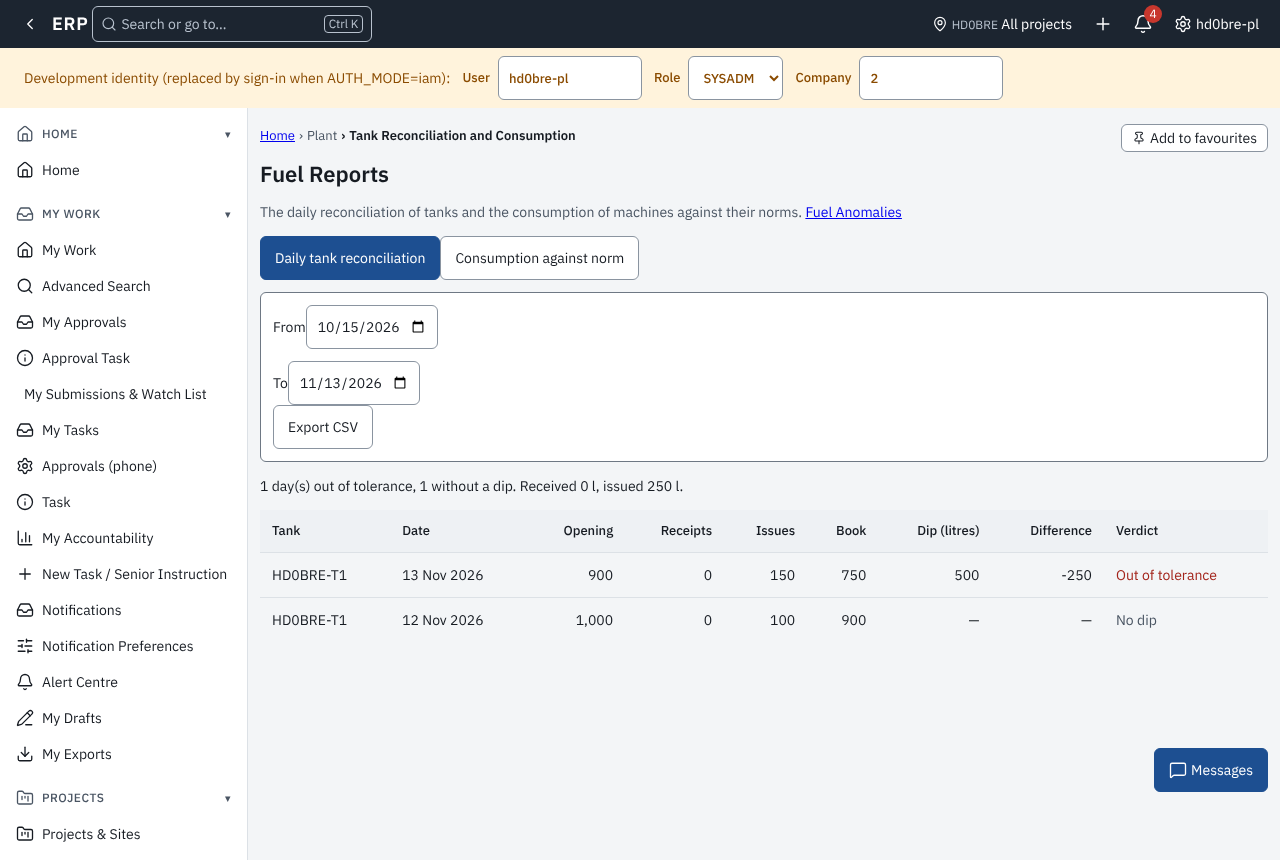 ERP Search or go to... Ctrl K HD0BRE All projects 4 hd0bre-pl
Development identity (replaced by sign-in when AUTH_MODE=iam): User hd0bre-pl Role SYSADM Company 2
HOME
Home
MY WORK
My Work
Advanced Search
My Approvals
Approval Task
My Submissions & Watch List
My Tasks
Approvals (phone)
Task
My Accountability
New Task / Senior Instruction
Notifications
Notification Preferences
Alert Centre
My Drafts
My Exports
PROJECTS
Projects & Sites
Home › Plant › Tank Reconciliation and Consumption
Add to favourites
Fuel Reports
The daily reconciliation of tanks and the consumption of machines against their norms. Fuel Anomalies
Daily tank reconciliation Consumption against norm
From 10/15/2026
To 11/13/2026
Export CSV
1 day(s) out of tolerance, 1 without a dip. Received 0 l, issued 250 l.
Tank Date Opening Receipts Issues Book Dip (litres) Difference Verdict
HD0BRE-T1 13 Nov 2026 900 0 150 750 500 -250 Out of tolerance
HD0BRE-T1 12 Nov 2026 1,000 0 100 900 — — No dip
Messages